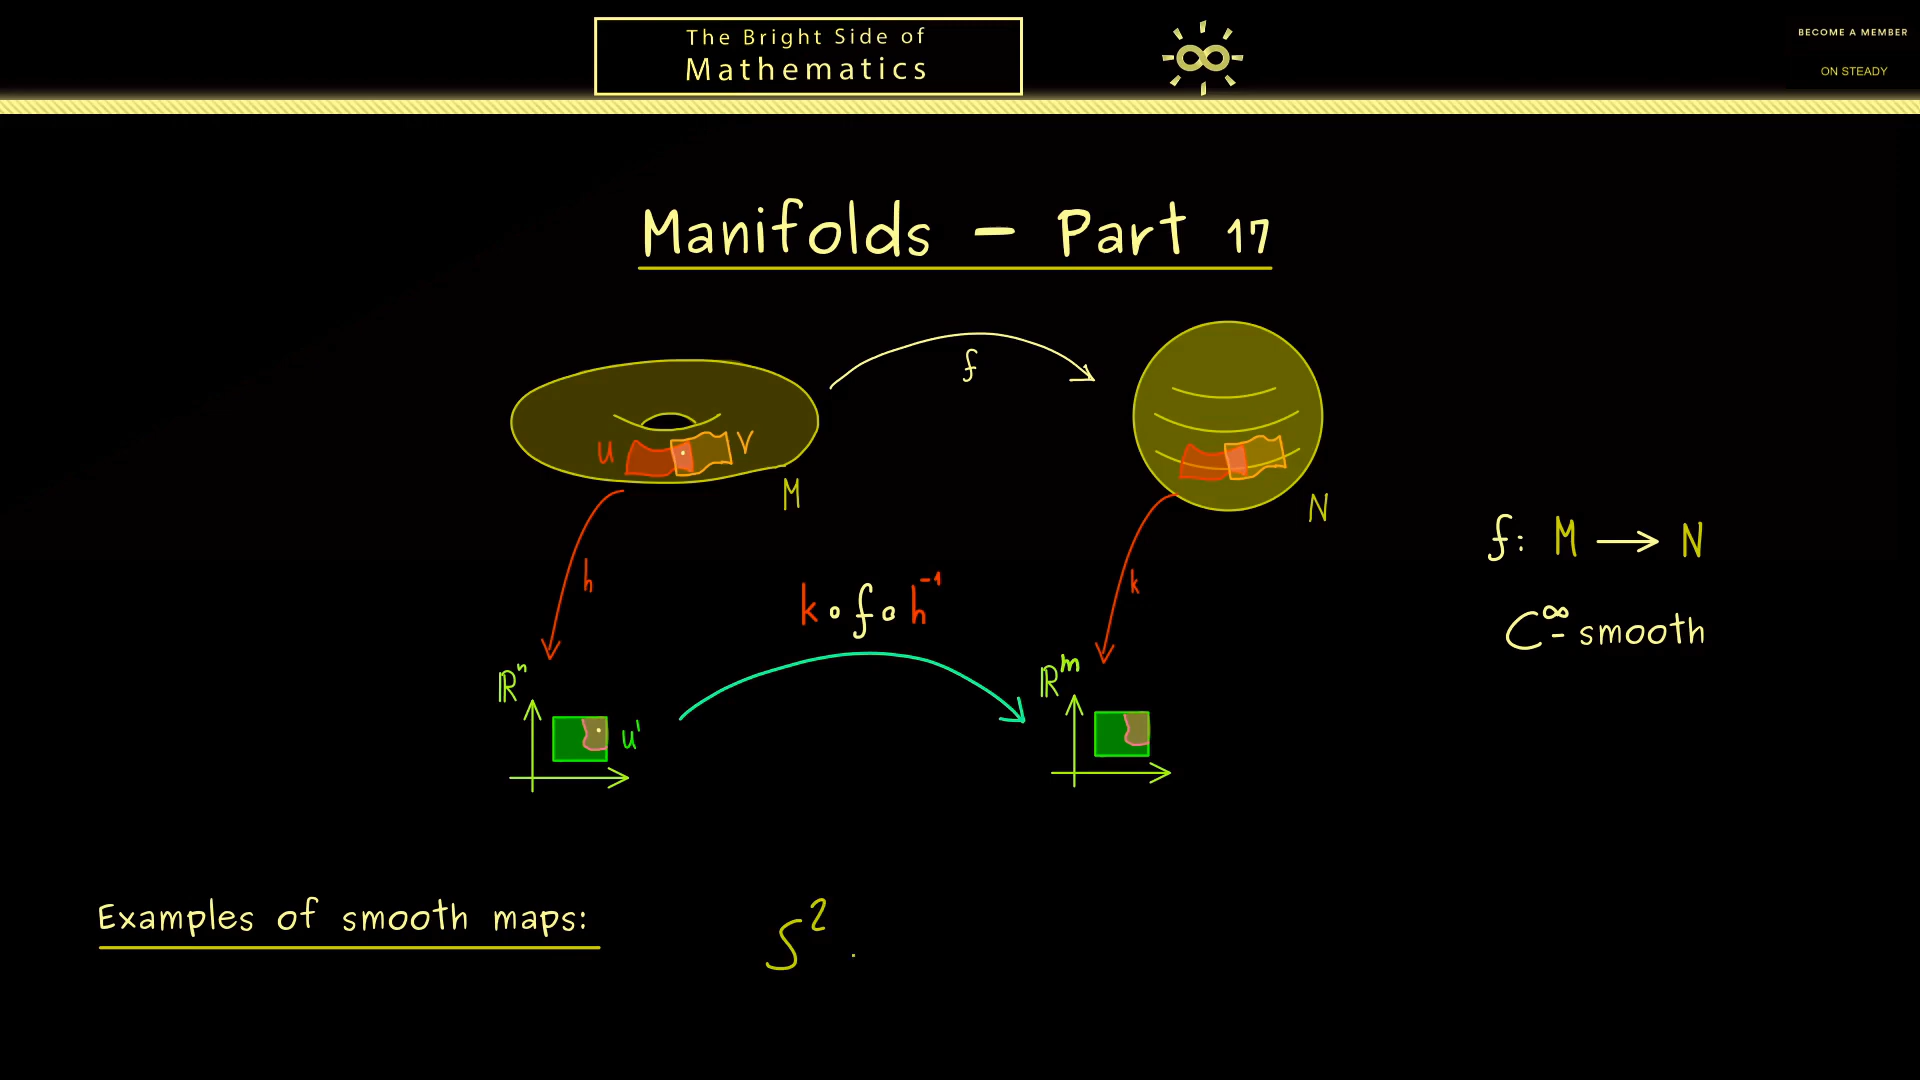 The Bright Side of
Mathematics
BECOME A MEMBER
ON STEADY
Manifolds - Part 17
f
U V
M
N
f: M → N
h
k
k ∘ f ∘ h⁻¹
C^∞-smooth
ℝⁿ
ℝᵐ
U'
Examples of smooth maps: S² .